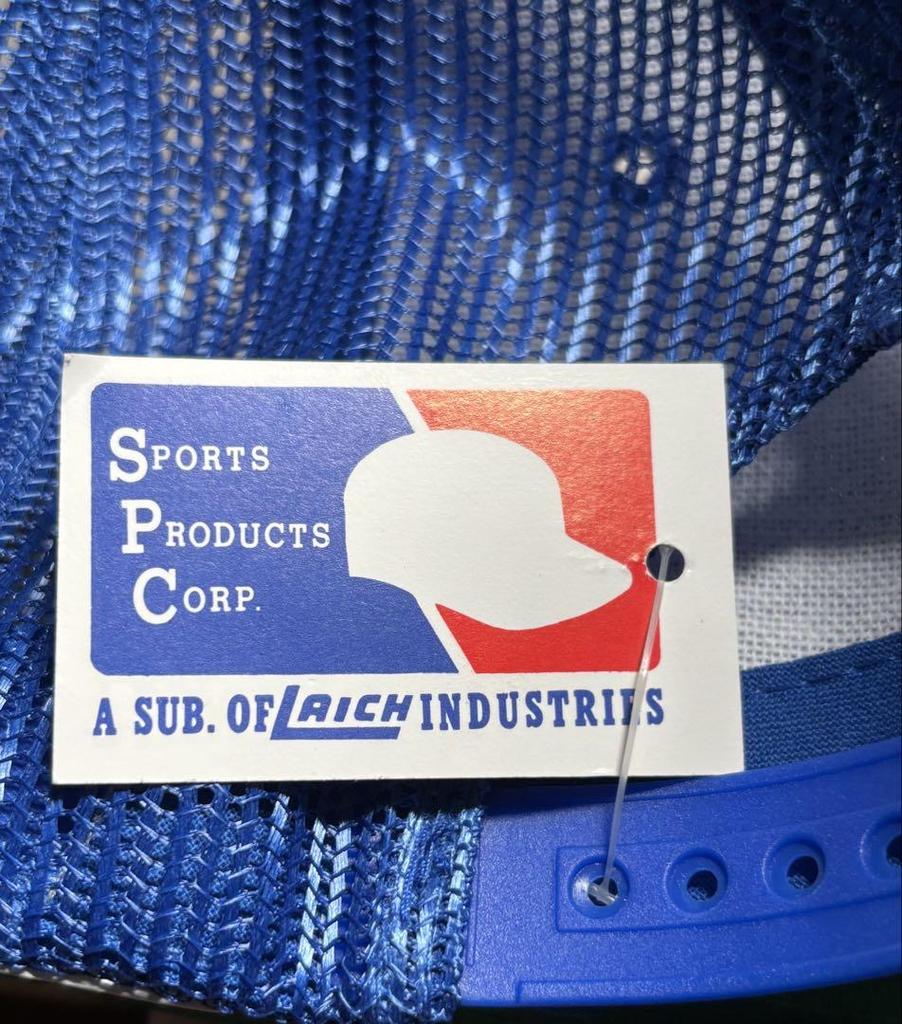 SPORTS
PRODUCTS
CORP.
A SUB. OF LAICH INDUSTRIES